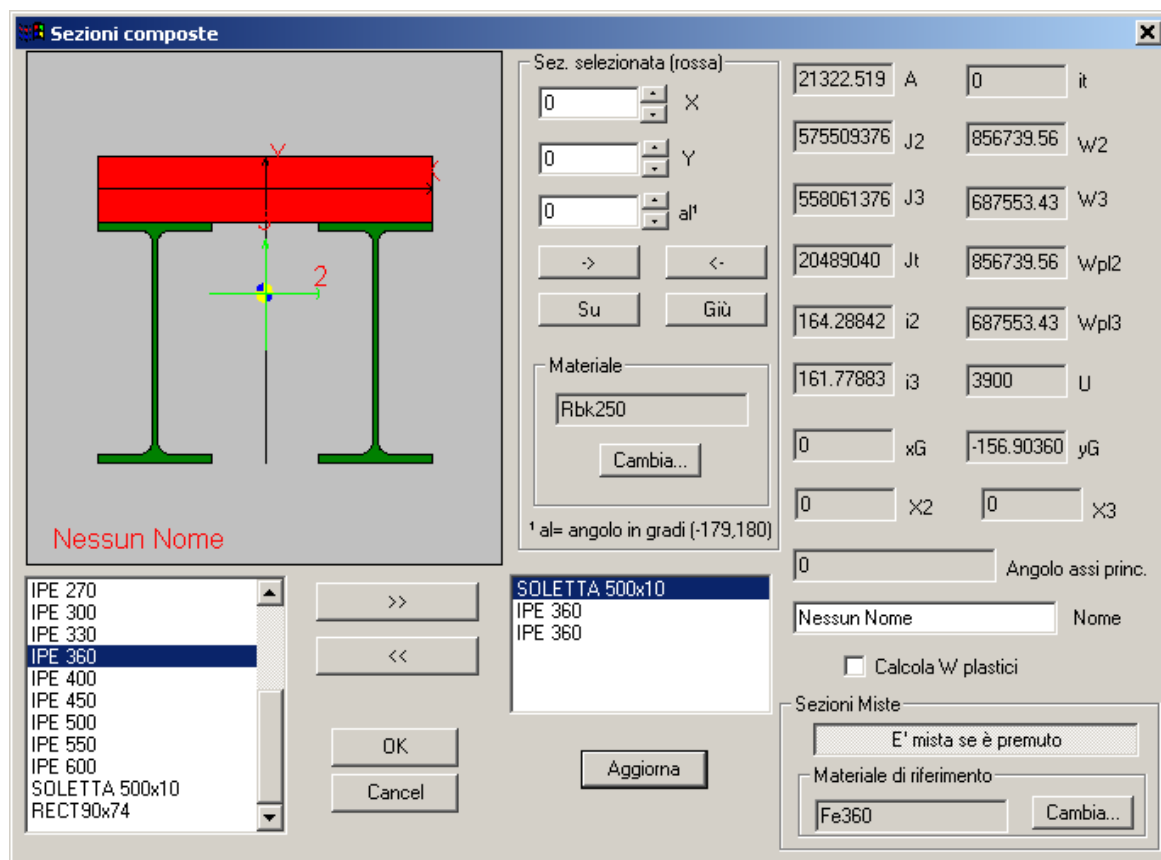 Sezioni composte
Y
X
3
2
Nessun Nome
Sez. selezionata (rossa)
0 X
0 Y
0 al¹
-> <-
Su Giù
Materiale
Rbk250
Cambia...
¹ al= angolo in gradi (-179,180)
21322.519 A 0 it
575509376 J2 856739.56 W2
558061376 J3 687553.43 W3
20489040 Jt 856739.56 Wpl2
164.28842 i2 687553.43 Wpl3
161.77883 i3 3900 U
0 xG -156.90360 yG
0 X2 0 X3
0 Angolo assi princ.
Nessun Nome Nome
Calcola W plastici
Sezioni Miste
E' mista se è premuto
Materiale di riferimento
Fe360 Cambia...
IPE 270
IPE 300
IPE 330
IPE 360
IPE 400
IPE 450
IPE 500
IPE 550
IPE 600
SOLETTA 500x10
RECT90x74
>>
<<
OK
Cancel
SOLETTA 500x10
IPE 360
IPE 360
Aggiorna